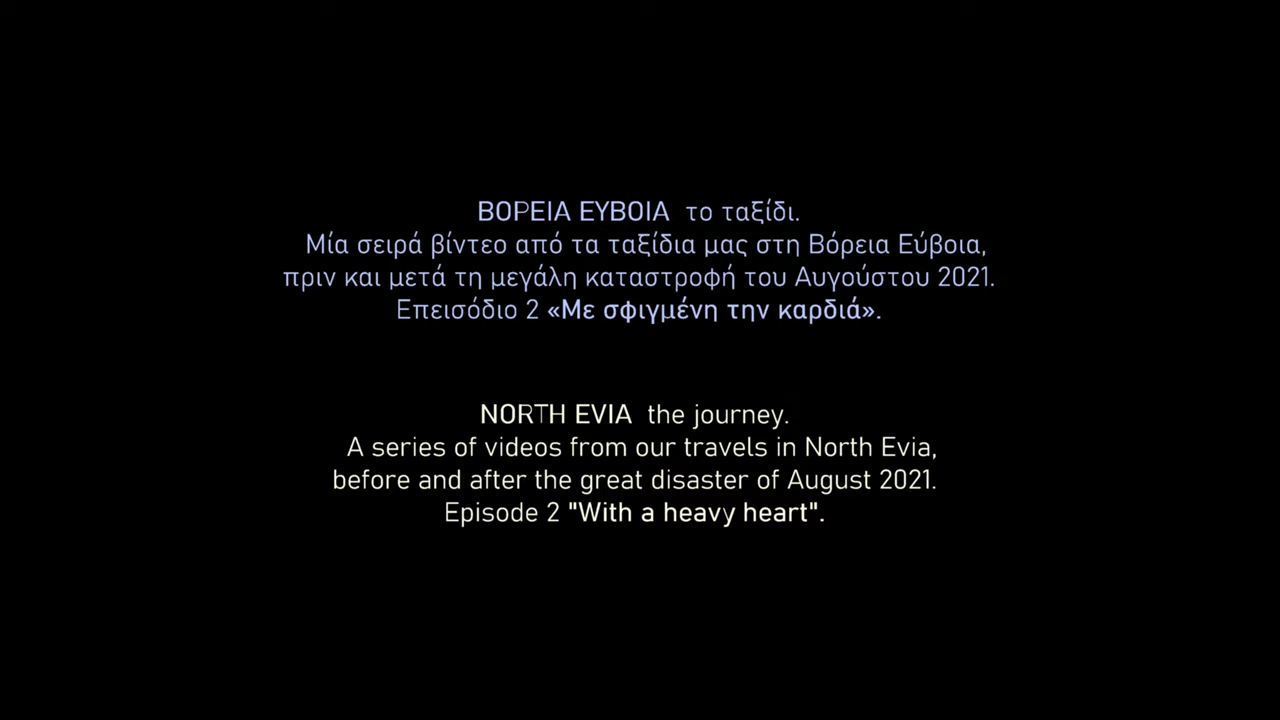 ΒΟΡΕΙΑ ΕΥΒΟΙΑ το ταξίδι.
Μία σειρά βίντεο από τα ταξίδια μας στη Βόρεια Εύβοια,
πριν και μετά τη μεγάλη καταστροφή του Αυγούστου 2021.
Επεισόδιο 2 «Με σφιγμένη την καρδιά».
NORTH EVIA the journey.
A series of videos from our travels in North Evia,
before and after the great disaster of August 2021.
Episode 2 "With a heavy heart".